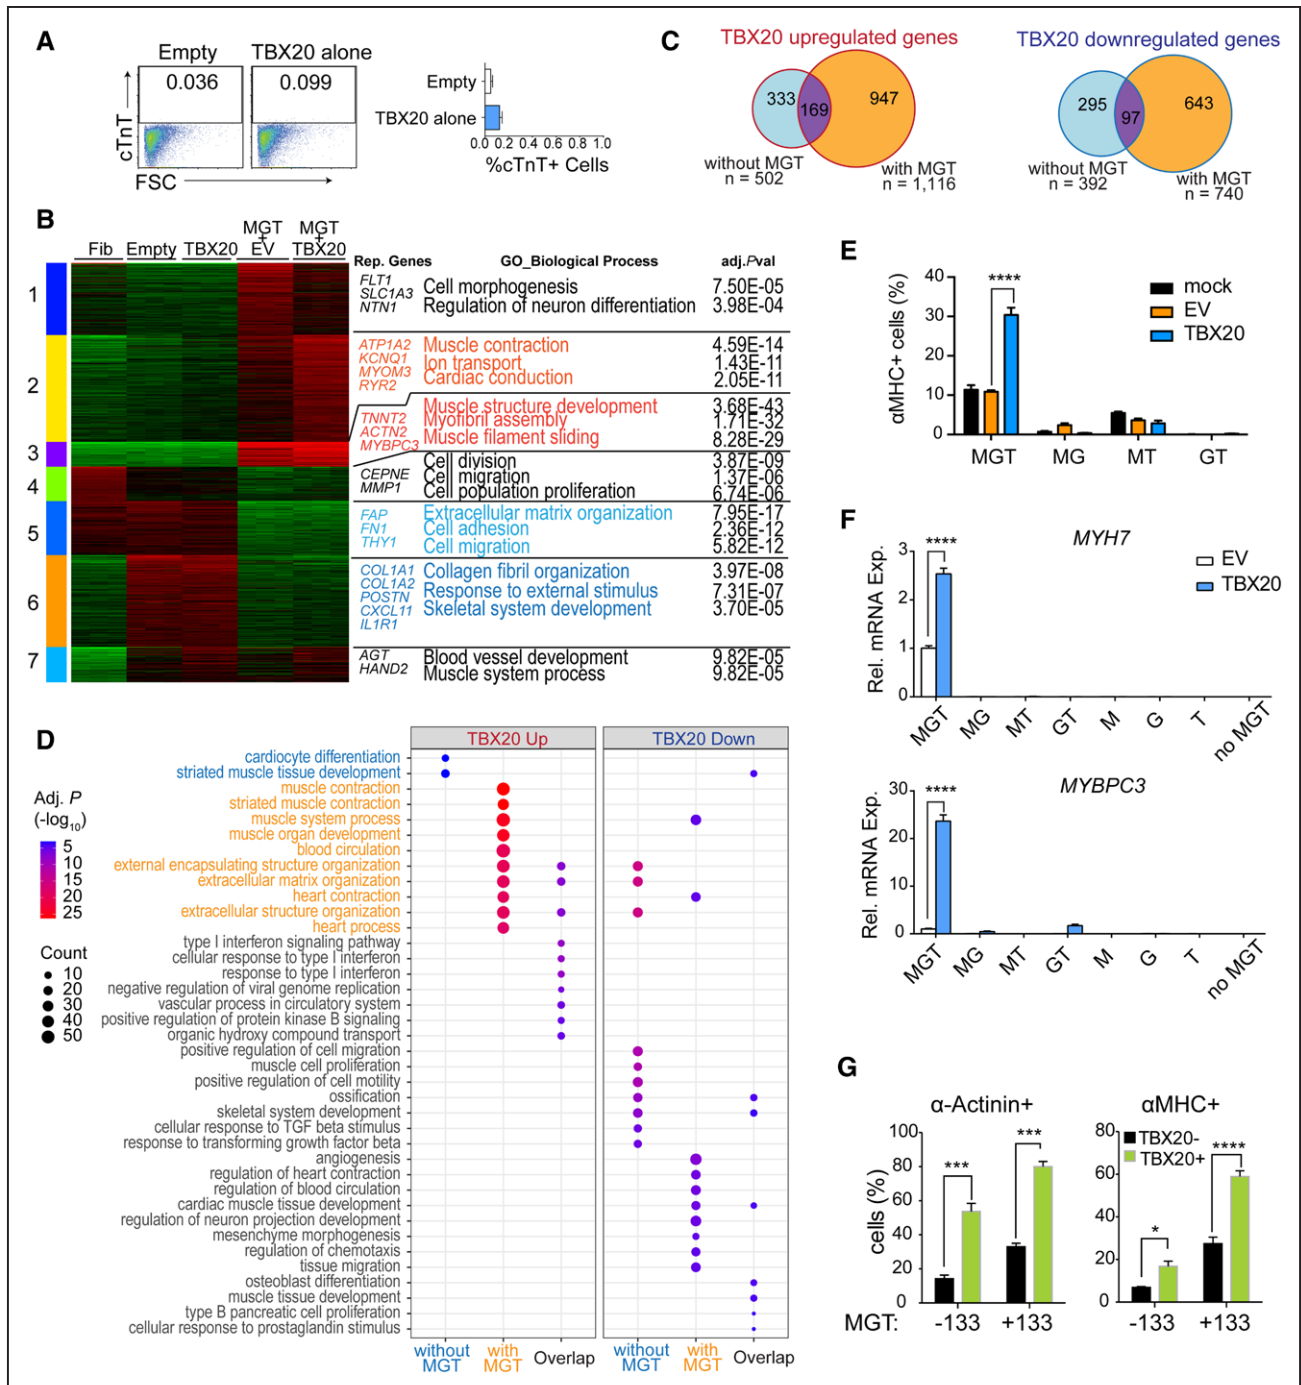 A
Empty
TBX20 alone
0.036
0.099
cTnT
FSC
Empty
TBX20 alone
0.0 0.2 0.4 0.6 0.8 1.0
%cTnT+ Cells
B
Fib Empty TBX20 MGT + EV MGT + TBX20
Rep. Genes GO_Biological Process adj.Pval
1
FLT1
SLC1A3
NTN1
Cell morphogenesis 7.50E-05
Regulation of neuron differentiation 3.98E-04
2
ATP1A2
KCNQ1
MYOM3
RYR2
Muscle contraction 4.59E-14
Ion transport 1.43E-11
Cardiac conduction 2.05E-11
3
TNNT2
ACTN2
MYBPC3
Muscle structure development 3.68E-43
Myofibril assembly 1.71E-32
Muscle filament sliding 8.28E-29
4
CEPNE
MMP1
Cell division 3.87E-09
Cell migration 1.37E-06
Cell population proliferation 6.74E-06
5
FAP
FN1
THY1
Extracellular matrix organization 7.95E-17
Cell adhesion 2.36E-12
Cell migration 5.82E-12
6
COL1A1
COL1A2
POSTN
CXCL11
IL1R1
Collagen fibril organization 3.97E-08
Response to external stimulus 7.31E-07
Skeletal system development 3.70E-05
7
AGT
HAND2
Blood vessel development 9.82E-05
Muscle system process 9.82E-05
C
TBX20 upregulated genes
333 169 947
without MGT
n = 502
with MGT
n = 1,116
TBX20 downregulated genes
295 97 643
without MGT
n = 392
with MGT
n = 740
D
TBX20 Up
TBX20 Down
Adj. P
(-log10)
5
10
15
20
25
Count
10
20
30
40
50
cardiocyte differentiation
striated muscle tissue development
muscle contraction
striated muscle contraction
muscle system process
muscle organ development
blood circulation
external encapsulating structure organization
extracellular matrix organization
heart contraction
extracellular structure organization
heart process
type I interferon signaling pathway
cellular response to type I interferon
response to type I interferon
negative regulation of viral genome replication
vascular process in circulatory system
positive regulation of protein kinase B signaling
organic hydroxy compound transport
positive regulation of cell migration
muscle cell proliferation
positive regulation of cell motility
ossification
skeletal system development
cellular response to TGF beta stimulus
response to transforming growth factor beta
angiogenesis
regulation of heart contraction
regulation of blood circulation
cardiac muscle tissue development
regulation of neuron projection development
mesenchyme morphogenesis
regulation of chemotaxis
tissue migration
osteoblast differentiation
muscle tissue development
type B pancreatic cell proliferation
cellular response to prostaglandin stimulus
without MGT
with MGT
Overlap
without MGT
with MGT
Overlap
E
αMHC+ cells (%)
40
30
20
10
0
****
mock
EV
TBX20
MGT MG MT GT
F
MYH7
Rel. mRNA Exp.
3
2
1
0
****
EV
TBX20
MGT MG MT GT M G T no MGT
MYBPC3
Rel. mRNA Exp.
30
20
10
0
****
MGT MG MT GT M G T no MGT
G
α-Actinin+
cells (%)
100
80
60
40
20
0
***
***
MGT: -133 +133
αMHC+
80
60
40
20
0
TBX20-
TBX20+
*
****
-133 +133